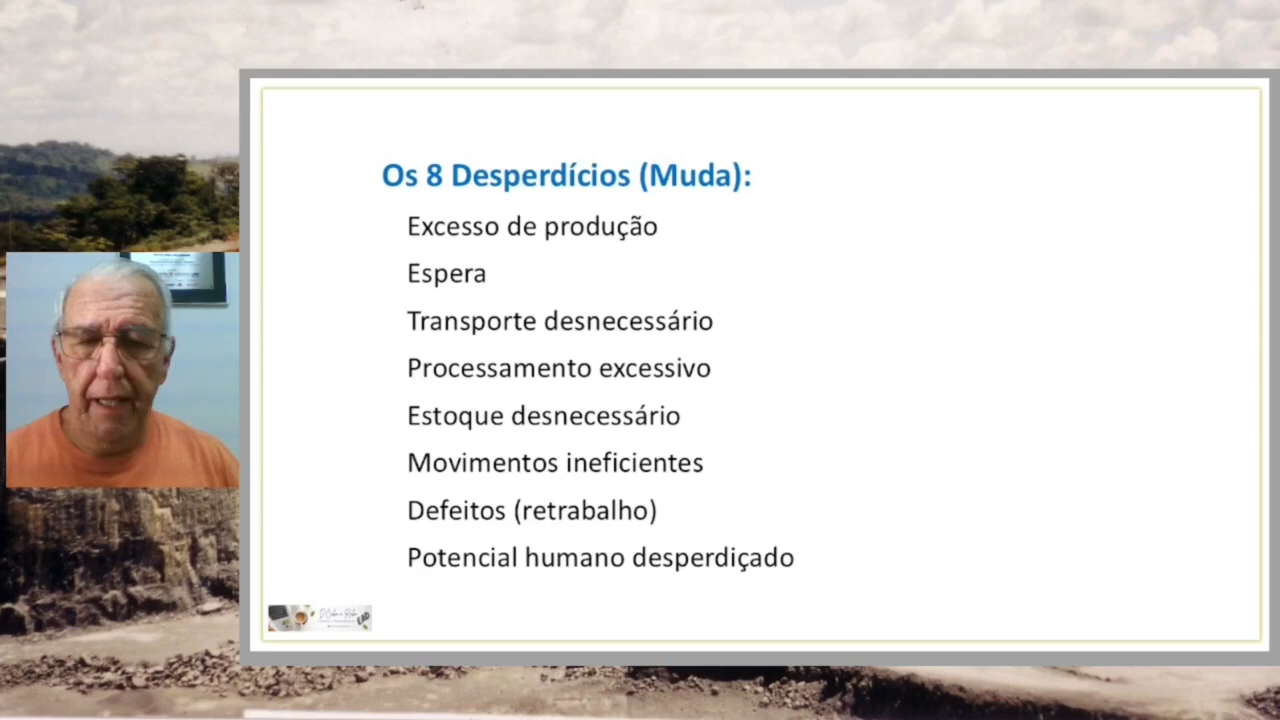 Os 8 Desperdícios (Muda):
Excesso de produção
Espera
Transporte desnecessário
Processamento excessivo
Estoque desnecessário
Movimentos ineficientes
Defeitos (retrabalho)
Potencial humano desperdiçado
EAD